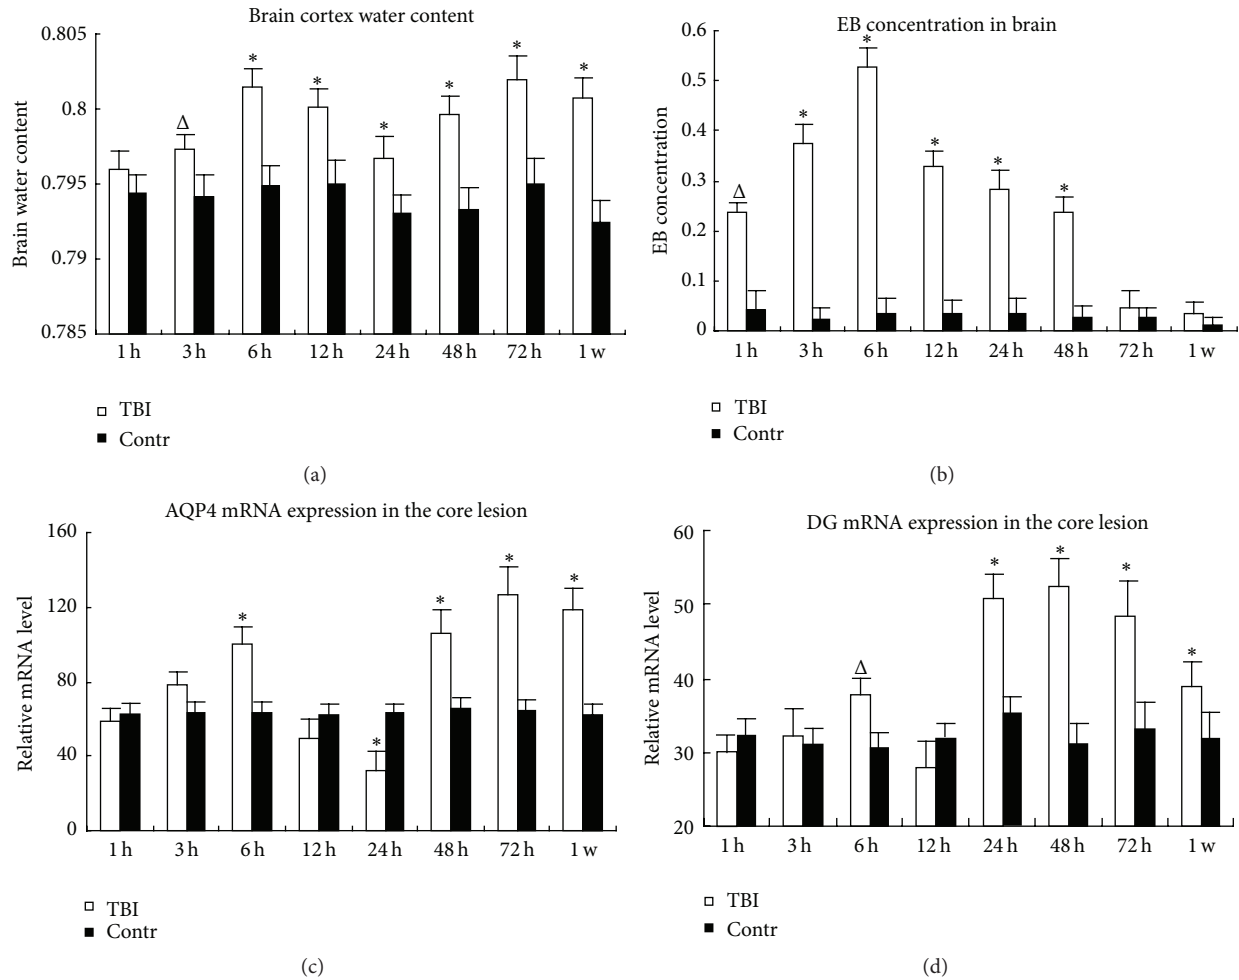 Brain cortex water content
Brain water content
0.805
0.8
0.795
0.79
0.785
Δ
*
*
*
*
*
*
1 h 3 h 6 h 12 h 24 h 48 h 72 h 1 w
TBI
Contr
(a)
EB concentration in brain
EB concentration
0.6
0.5
0.4
0.3
0.2
0.1
0
Δ
*
*
*
*
*
1 h 3 h 6 h 12 h 24 h 48 h 72 h 1 w
TBI
Contr
(b)
AQP4 mRNA expression in the core lesion
Relative mRNA level
160
120
80
40
0
*
*
*
*
*
1 h 3 h 6 h 12 h 24 h 48 h 72 h 1 w
TBI
Contr
(c)
DG mRNA expression in the core lesion
Relative mRNA level
60
50
40
30
20
Δ
*
*
*
*
1 h 3 h 6 h 12 h 24 h 48 h 72 h 1 w
TBI
Contr
(d)